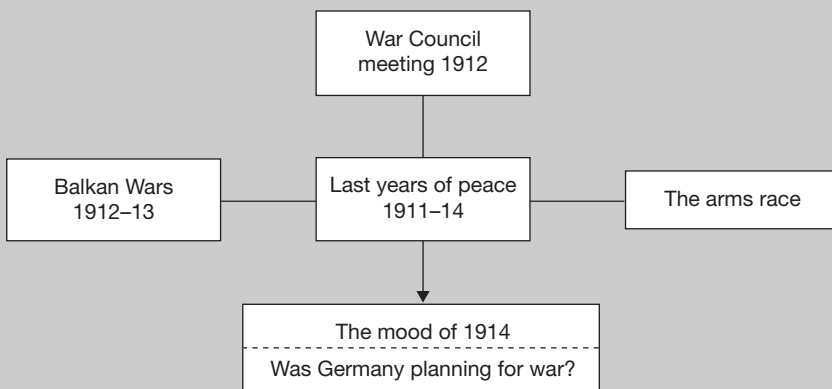 War Council
meeting 1912
Balkan Wars
1912–13
Last years of peace
1911–14
The arms race
The mood of 1914
Was Germany planning for war?